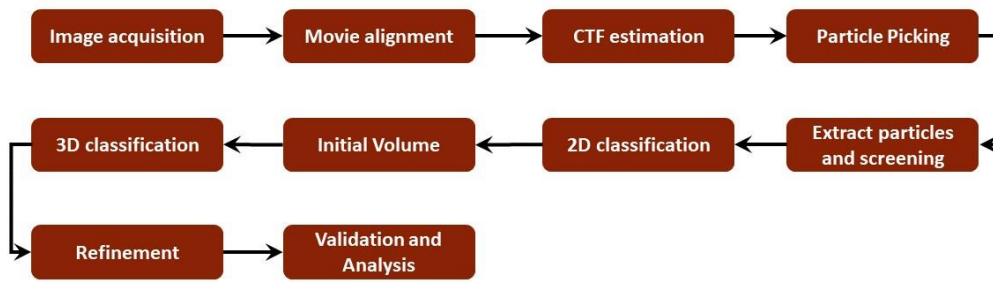 Image acquisition
Movie alignment
CTF estimation
Particle Picking
Extract particles
and screening
2D classification
Initial Volume
3D classification
Refinement
Validation and
Analysis